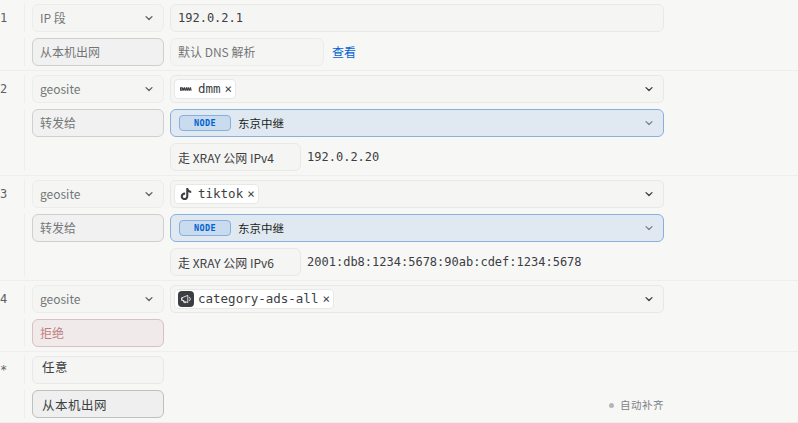 1 IP 段 192.0.2.1
从本机出网 默认 DNS 解析 查看
2 geosite dmm ×
转发给 NODE 东京中继
走 XRAY 公网 IPv4 192.0.2.20
3 geosite tiktok ×
转发给 NODE 东京中继
走 XRAY 公网 IPv6 2001:db8:1234:5678:90ab:cdef:1234:5678
4 geosite category-ads-all ×
拒绝
* 任意
从本机出网 自动补齐